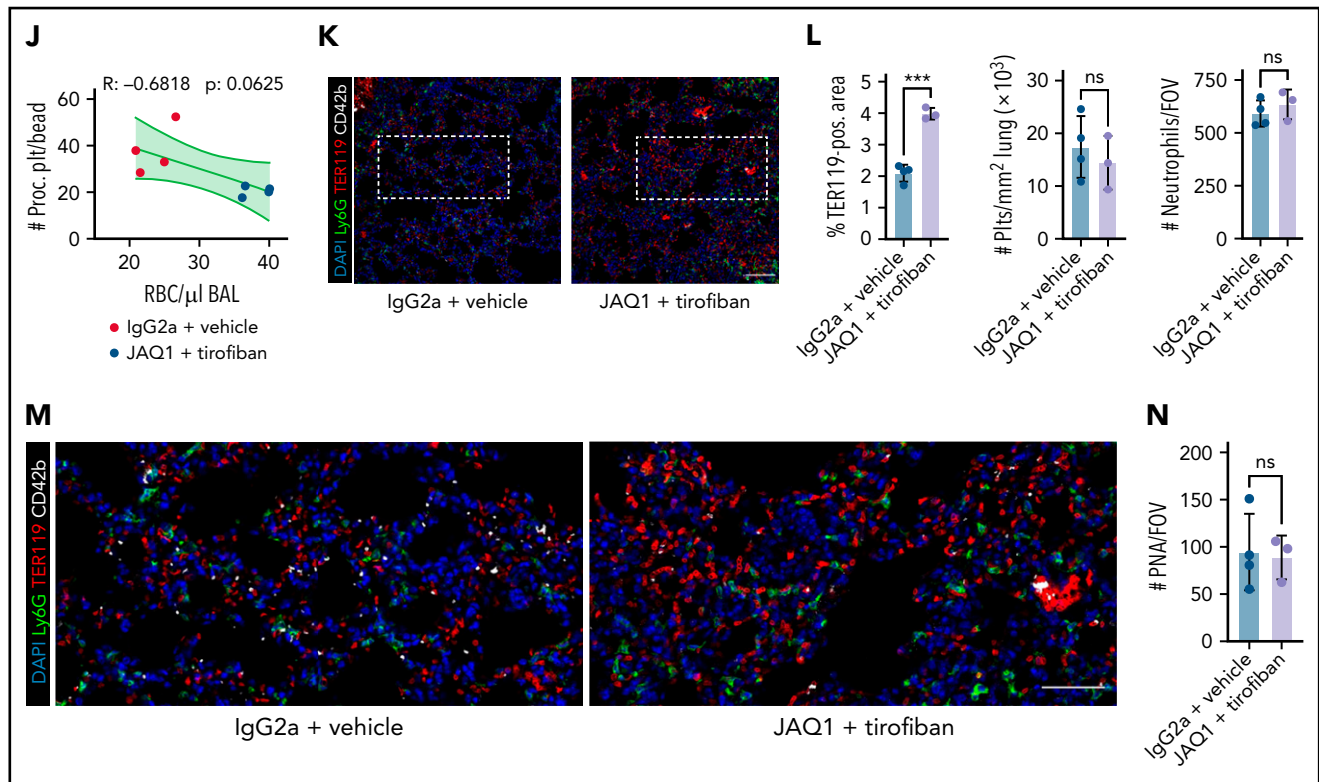 J
R: –0.6818 p: 0.0625
# Proc. plt/bead
60
40
20
0
20
30
40
RBC/μl BAL
IgG2a + vehicle
JAQ1 + tirofiban
K
DAPI Ly6G TER119 CD42b
IgG2a + vehicle
JAQ1 + tirofiban
L
% TER119-pos. area
5
4
3
2
1
0
***
IgG2a + vehicle
JAQ1 + tirofiban
# Plts/mm² lung (×10³)
30
20
10
0
ns
IgG2a + vehicle
JAQ1 + tirofiban
# Neutrophils/FOV
750
500
250
0
ns
IgG2a + vehicle
JAQ1 + tirofiban
M
DAPI Ly6G TER119 CD42b
IgG2a + vehicle
JAQ1 + tirofiban
N
# PNA/FOV
200
150
100
50
0
ns
IgG2a + vehicle
JAQ1 + tirofiban